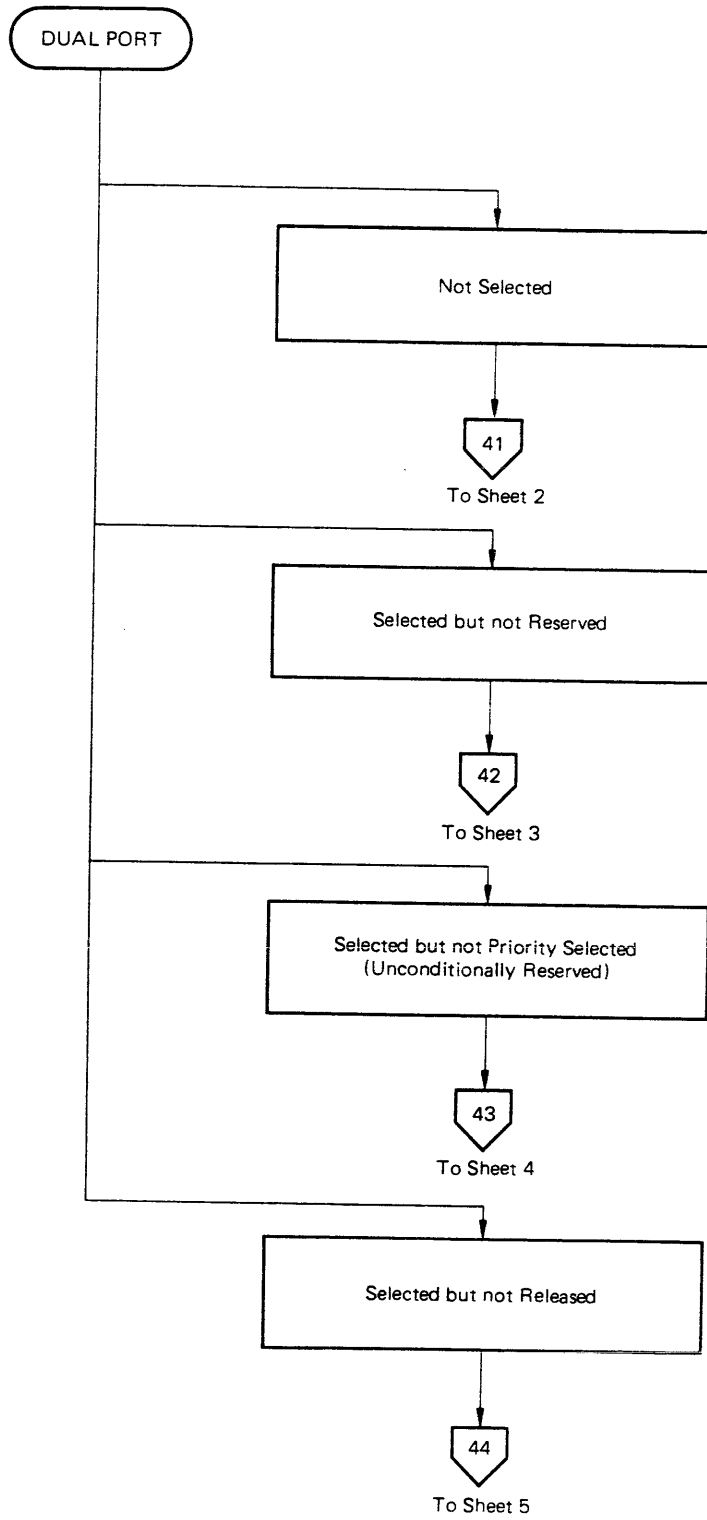 DUAL PORT
Not Selected
41
To Sheet 2
Selected but not Reserved
42
To Sheet 3
Selected but not Priority Selected
(Unconditionally Reserved)
43
To Sheet 4
Selected but not Released
44
To Sheet 5